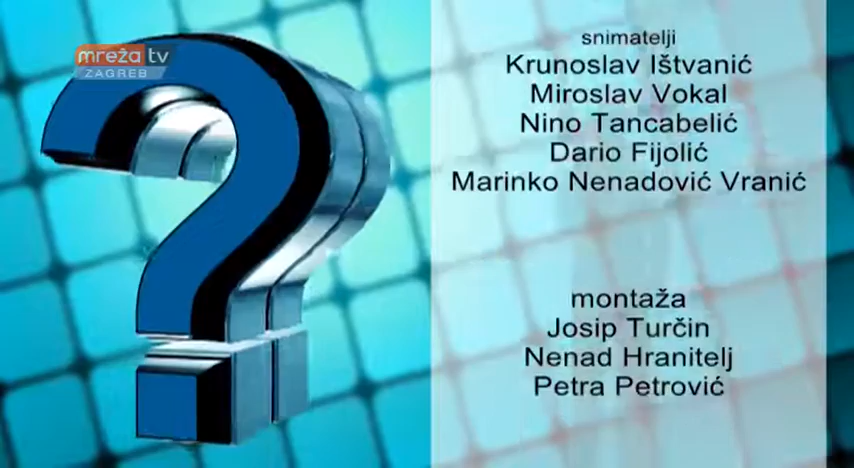 mreža tv
ZAGREB
?
snimatelji
Krunoslav Ištvanić
Miroslav Vokal
Nino Tancabelić
Dario Fijolić
Marinko Nenadović Vranić
montaža
Josip Turčin
Nenad Hranitelj
Petra Petrović